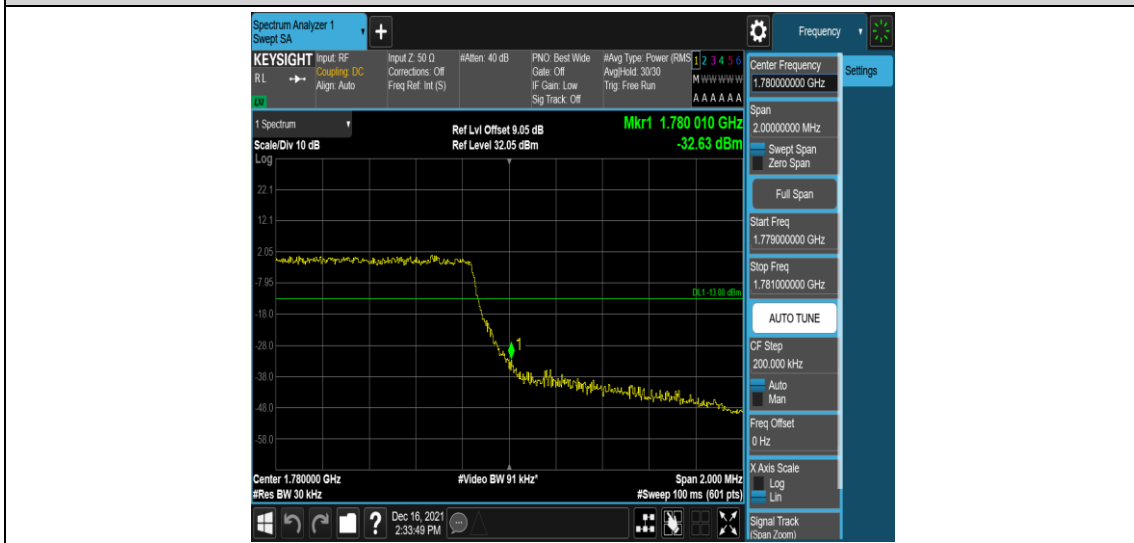 Spectrum Analyzer 1
Swept SA
+
Frequency
KEYSIGHT
RL
Input: RF
Coupling: DC
Align: Auto
Input Z: 50 Ω
Corrections: Off
Freq Ref: Int (S)
#Atten: 40 dB
PNO: Best Wide
Gate: Off
IF Gain: Low
Sig Track: Off
#Avg Type: Power (RMS
Avg|Hold: 30/30
Trig: Free Run
1 2 3 4 5 6
M W W W W W
A A A A A A
1 Spectrum
Scale/Div 10 dB
Ref Lvl Offset 9.05 dB
Ref Level 32.05 dBm
Mkr1 1.780 010 GHz
-32.63 dBm
Log
22.1
12.1
2.05
-7.95
DL1 -13.00 dBm
-18.0
-28.0
1
-38.0
-48.0
-58.0
Center 1.780000 GHz
#Video BW 91 kHz*
Span 2.000 MHz
#Res BW 30 kHz
#Sweep 100 ms (601 pts)
?
Dec 16, 2021
2:33:49 PM
Center Frequency
1.780000000 GHz
Settings
Span
2.00000000 MHz
Swept Span
Zero Span
Full Span
Start Freq
1.779000000 GHz
Stop Freq
1.781000000 GHz
AUTO TUNE
CF Step
200.000 kHz
Auto
Man
Freq Offset
0 Hz
X Axis Scale
Log
Lin
Signal Track
(Span Zoom)